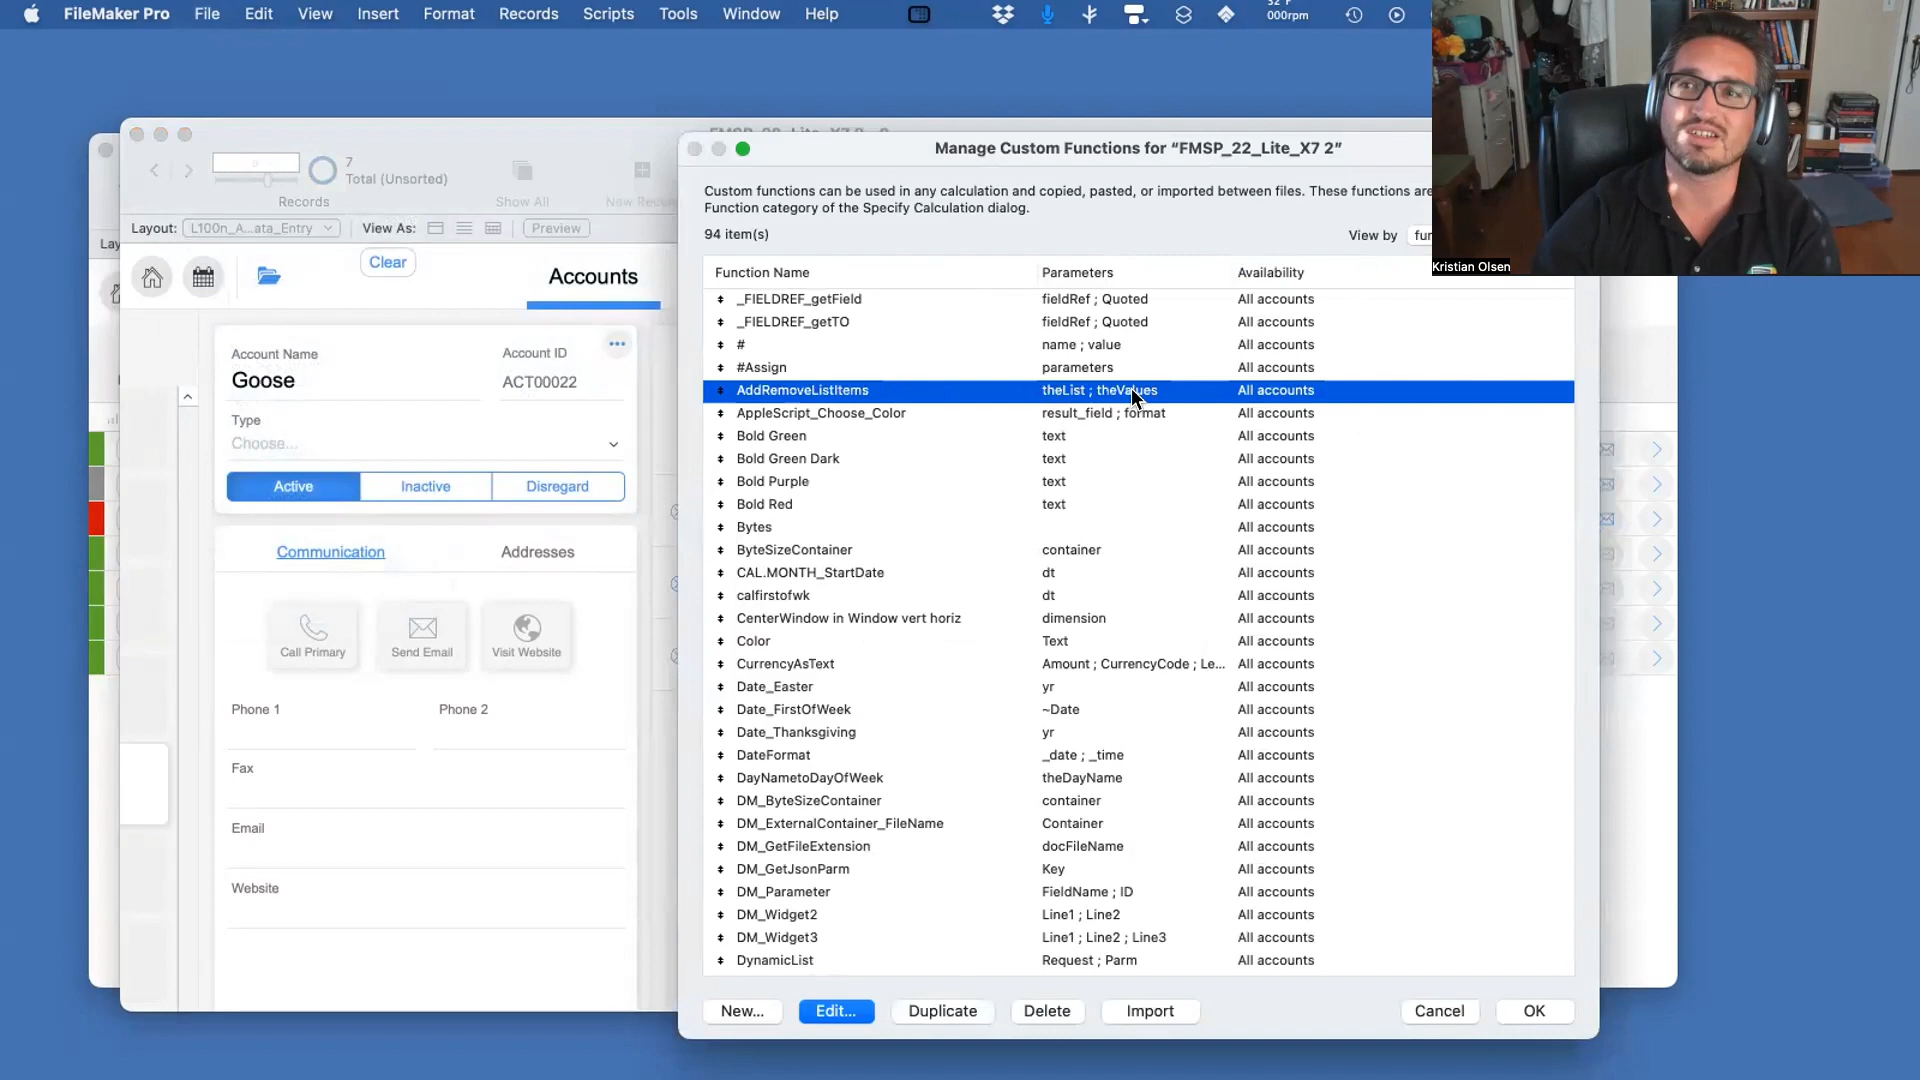 FileMaker Pro File Edit View Insert Format Records Scripts Tools Window Help
000rpm
Kristian Olsen
7
Total (Unsorted)
Records
Show All
Layout: L100n_A...ata_Entry View As: Preview
Clear
Accounts
Account Name
Goose
Account ID
ACT00022
Type
Choose...
Active Inactive Disregard
Communication Addresses
Call Primary Send Email Visit Website
Phone 1 Phone 2
Fax
Email
Website
Manage Custom Functions for “FMSP_22_Lite_X7 2”
Custom functions can be used in any calculation and copied, pasted, or imported between files. These functions are
Function category of the Specify Calculation dialog.
94 item(s)
View by
Function Name Parameters Availability
_FIELDREF_getField fieldRef ; Quoted All accounts
_FIELDREF_getTO fieldRef ; Quoted All accounts
# name ; value All accounts
#Assign parameters All accounts
AddRemoveListItems theList ; theValues All accounts
AppleScript_Choose_Color result_field ; format All accounts
Bold Green text All accounts
Bold Green Dark text All accounts
Bold Purple text All accounts
Bold Red text All accounts
Bytes All accounts
ByteSizeContainer container All accounts
CAL.MONTH_StartDate dt All accounts
calfirstofwk dt All accounts
CenterWindow in Window vert horiz dimension All accounts
Color Text All accounts
CurrencyAsText Amount ; CurrencyCode ; Le... All accounts
Date_Easter yr All accounts
Date_FirstOfWeek ~Date All accounts
Date_Thanksgiving yr All accounts
DateFormat _date ; _time All accounts
DayNametoDayOfWeek theDayName All accounts
DM_ByteSizeContainer container All accounts
DM_ExternalContainer_FileName Container All accounts
DM_GetFileExtension docFileName All accounts
DM_GetJsonParm Key All accounts
DM_Parameter FieldName ; ID All accounts
DM_Widget2 Line1 ; Line2 All accounts
DM_Widget3 Line1 ; Line2 ; Line3 All accounts
DynamicList Request ; Parm All accounts
New... Edit... Duplicate Delete Import Cancel OK